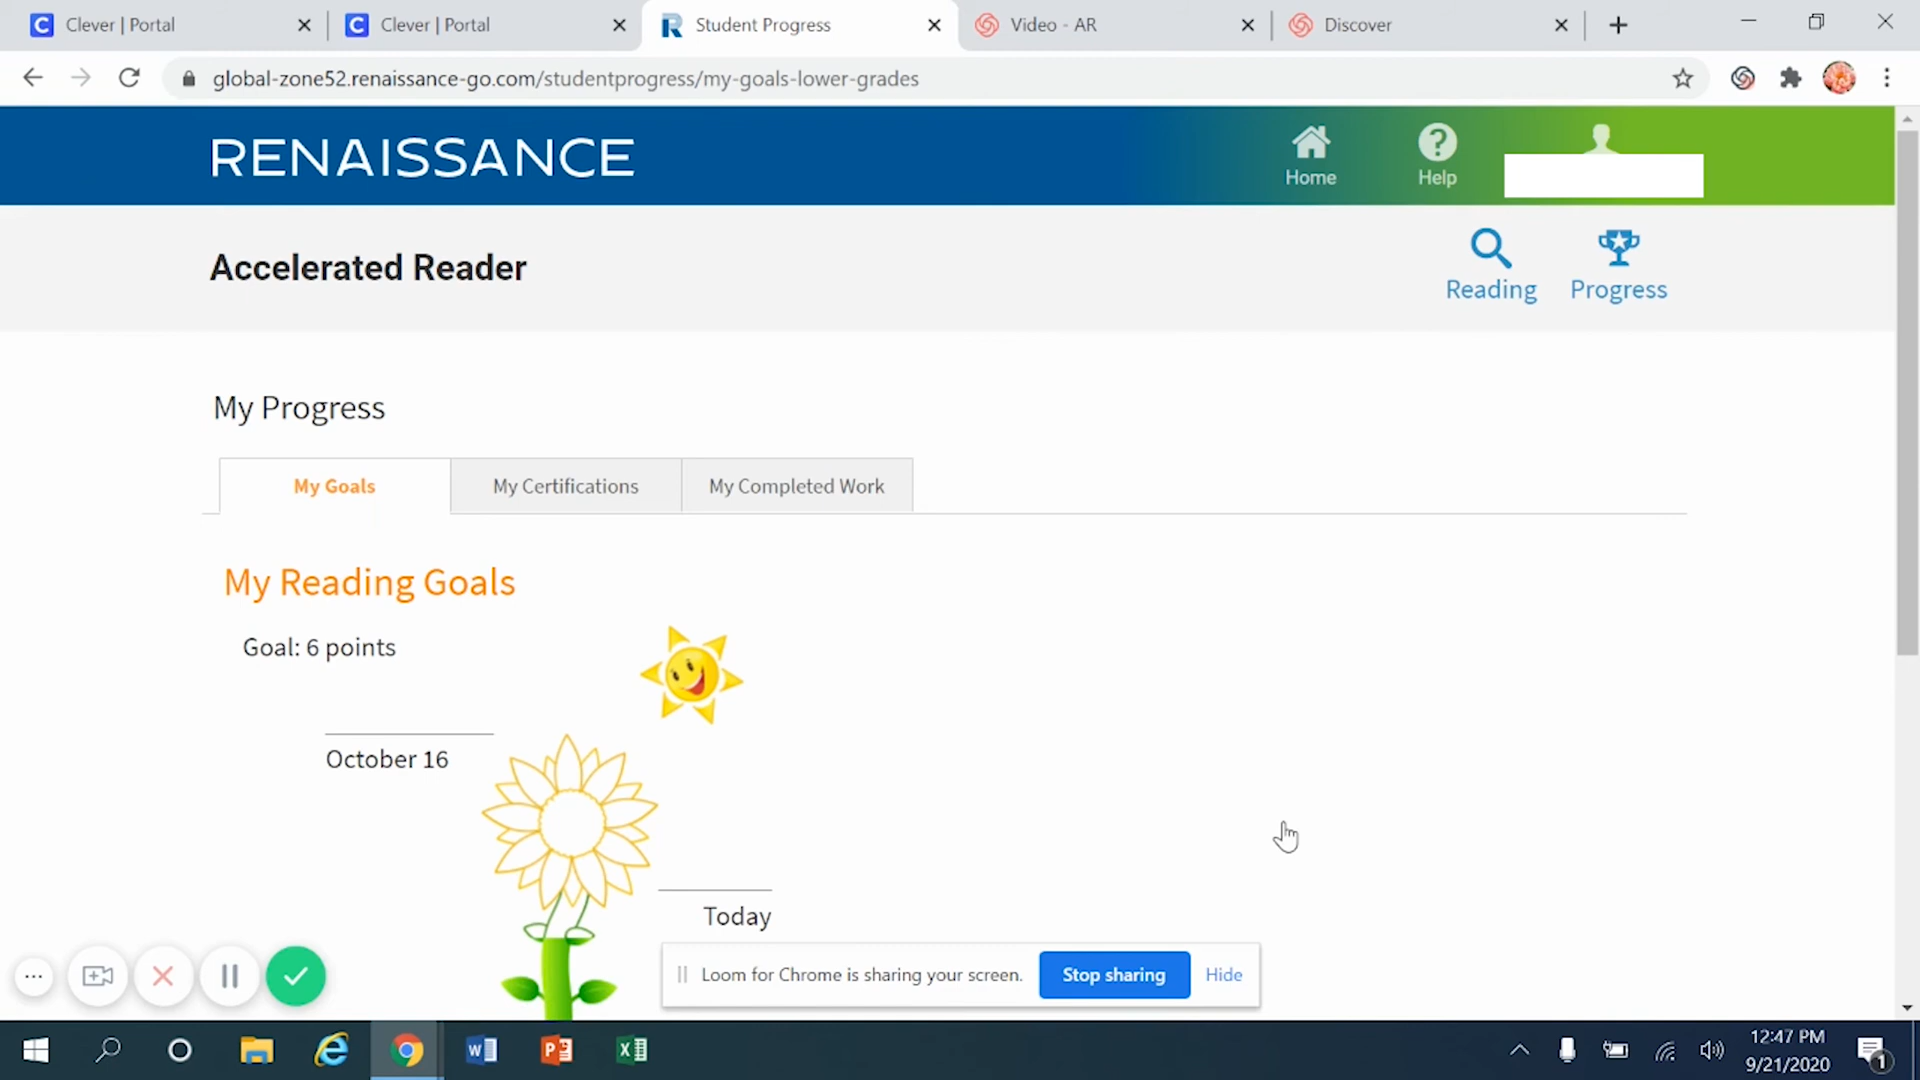 Clever | Portal
Clever | Portal
Student Progress
Video - AR
Discover
global-zone52.renaissance-go.com/studentprogress/my-goals-lower-grades
RENAISSANCE
Home
Help
Accelerated Reader
Reading
Progress
My Progress
My Goals
My Certifications
My Completed Work
My Reading Goals
Goal: 6 points
October 16
Today
Loom for Chrome is sharing your screen.
Stop sharing
Hide
12:47 PM
9/21/2020
1